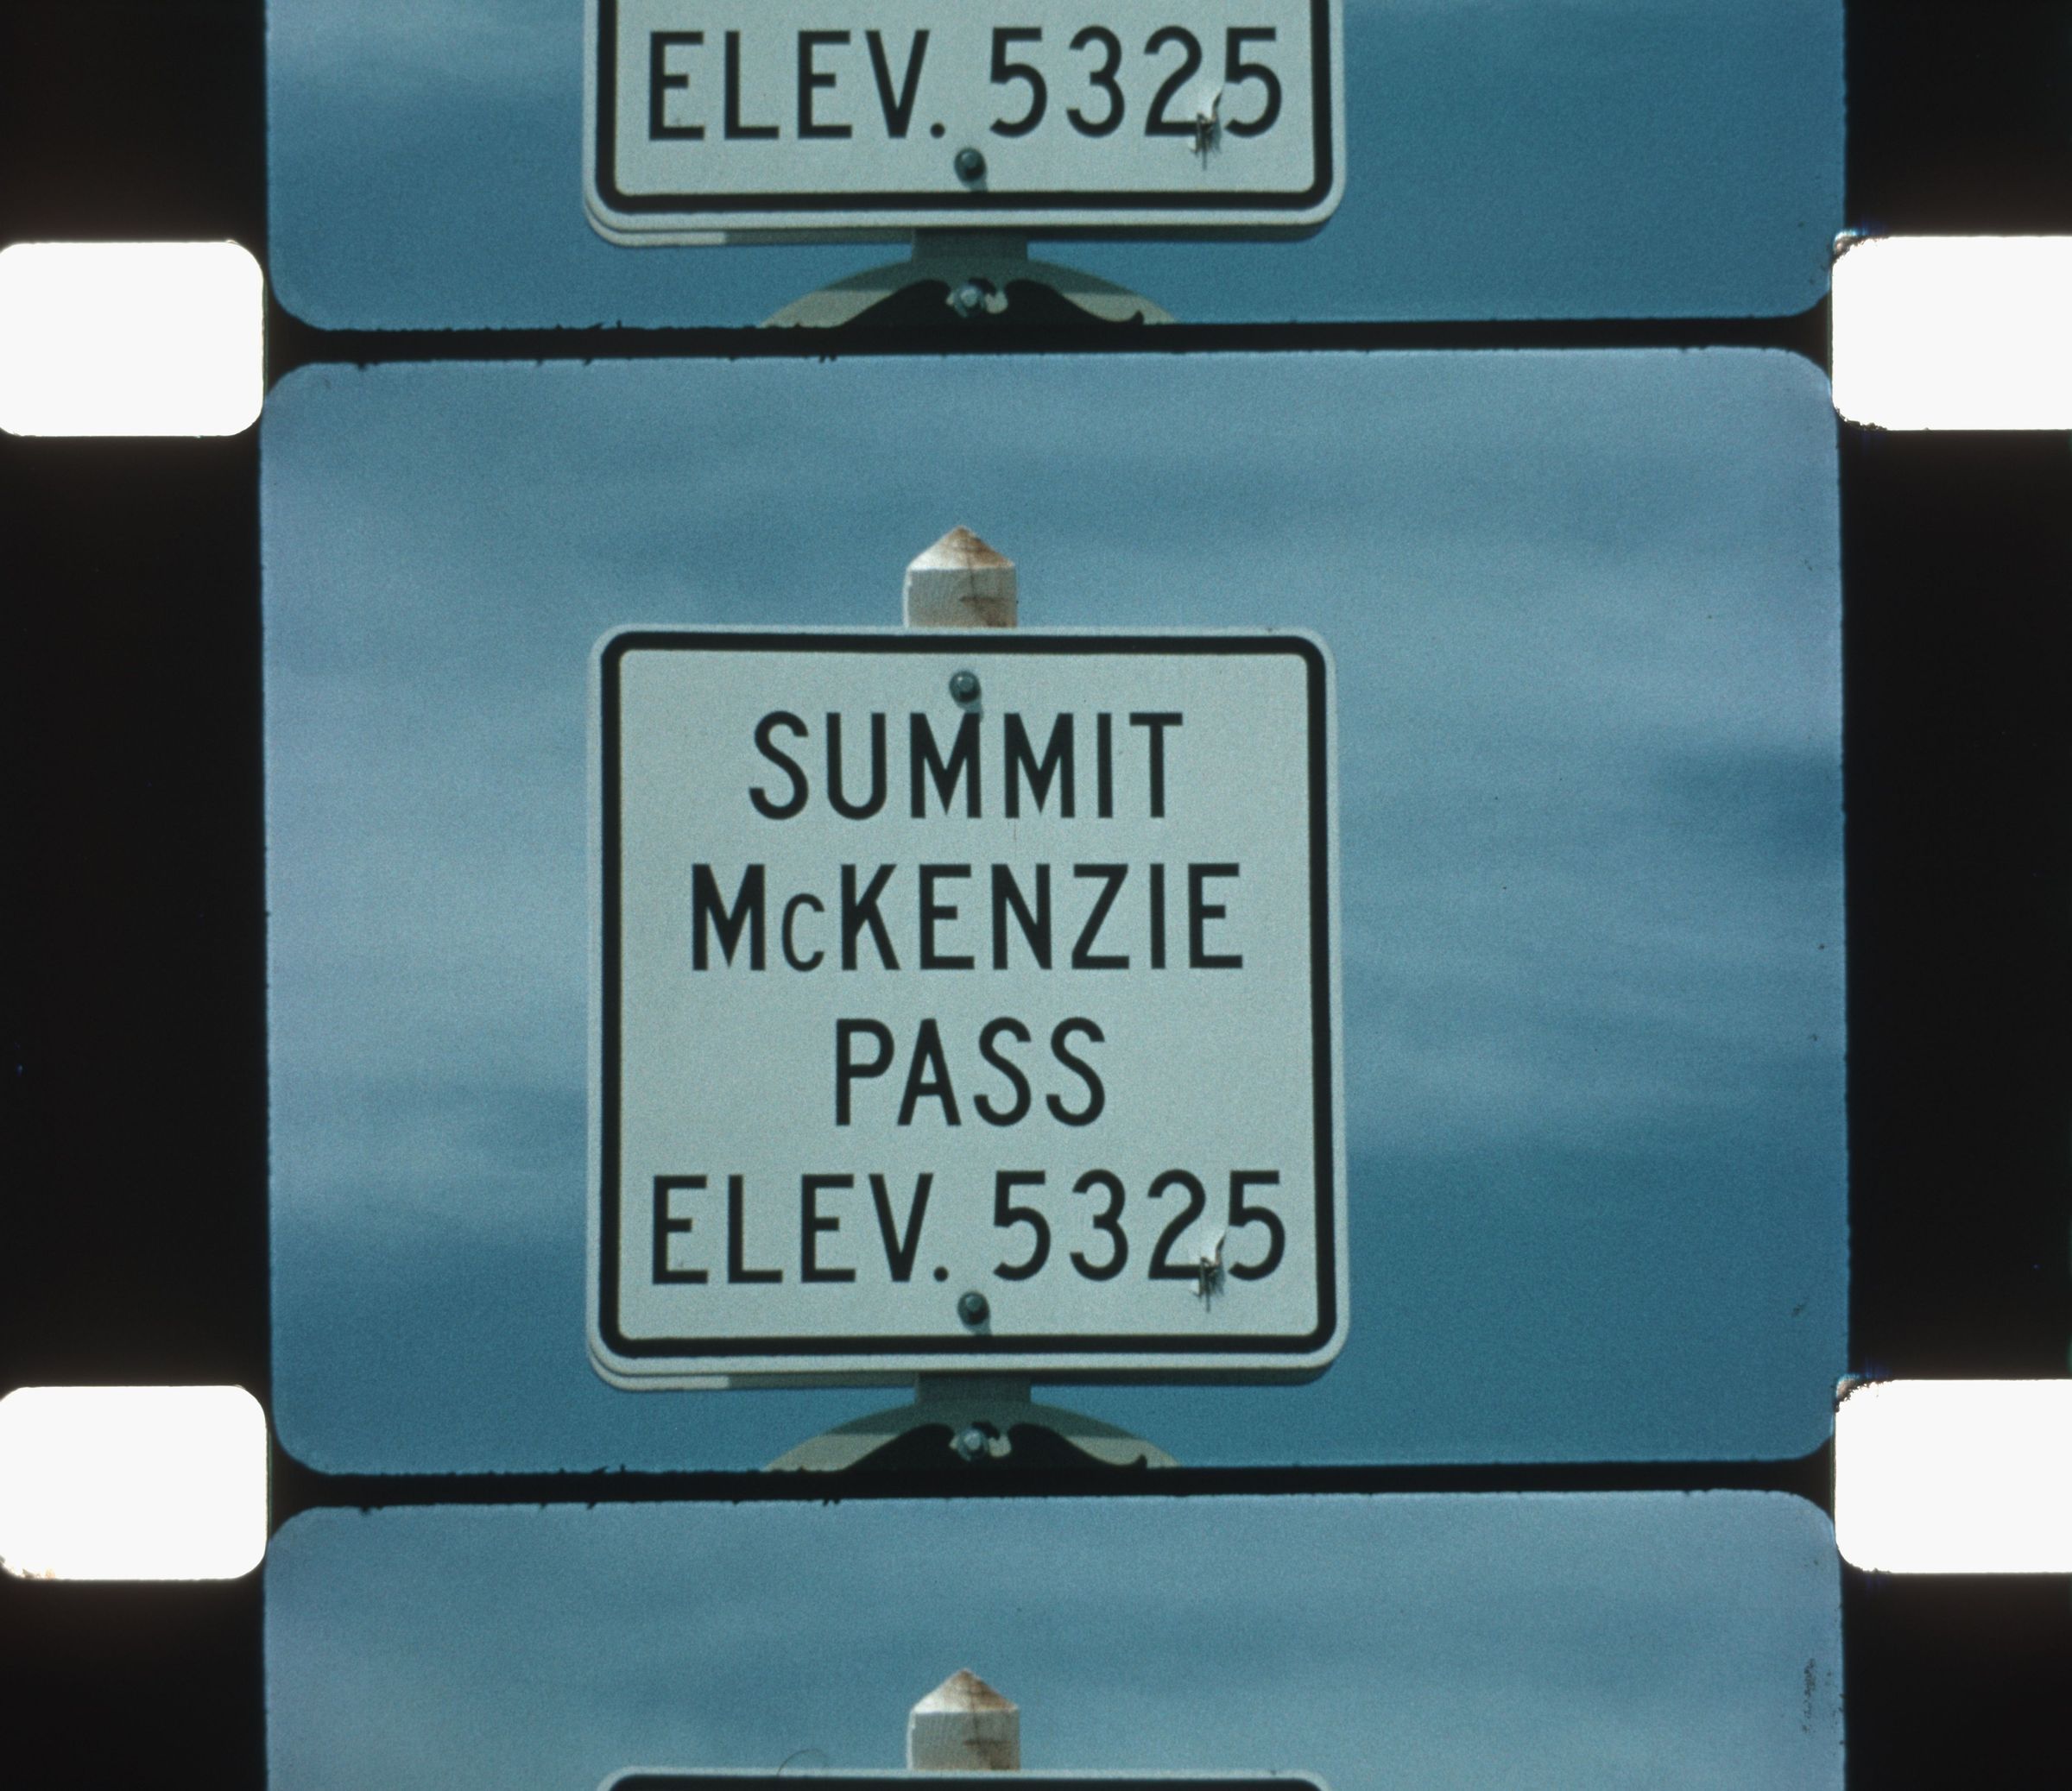 ELEV. 5325
SUMMIT
McKENZIE
PASS
ELEV. 5325